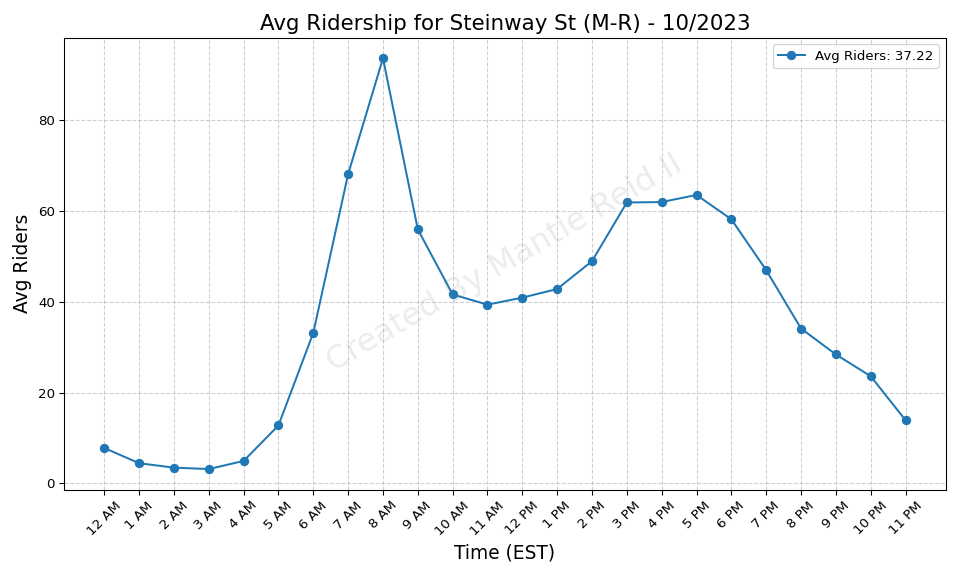 Avg Ridership for Steinway St (M-R) - 10/2023
Avg Riders: 37.22
Avg Riders
80
60
40
20
0
Created By Mantie Reid II
12 AM
1 AM
2 AM
3 AM
4 AM
5 AM
6 AM
7 AM
8 AM
9 AM
10 AM
11 AM
12 PM
1 PM
2 PM
3 PM
4 PM
5 PM
6 PM
7 PM
8 PM
9 PM
10 PM
11 PM
Time (EST)